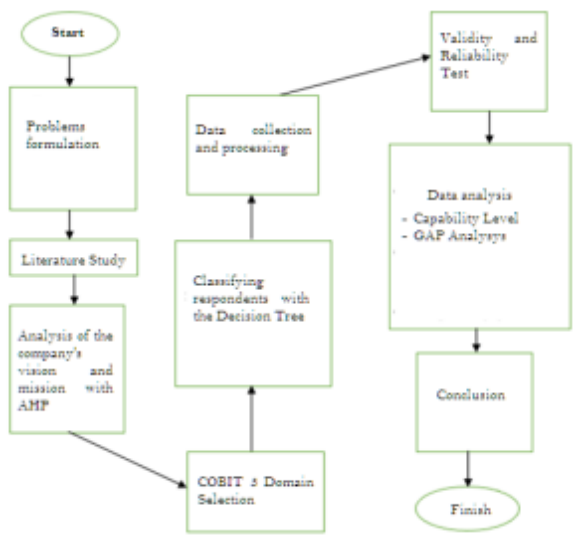 Start
Problems
formulation
Literature Study
Analysis of the
company's
vision and
mission with
AHP
COBIT 5 Domain
Selection
Classifying
respondents with
the Decision Tree
Data collection
and processing
Validity and
Reliability
Test
Data analysis
- Capability Level
- GAP Analysys
Conclusion
Finish